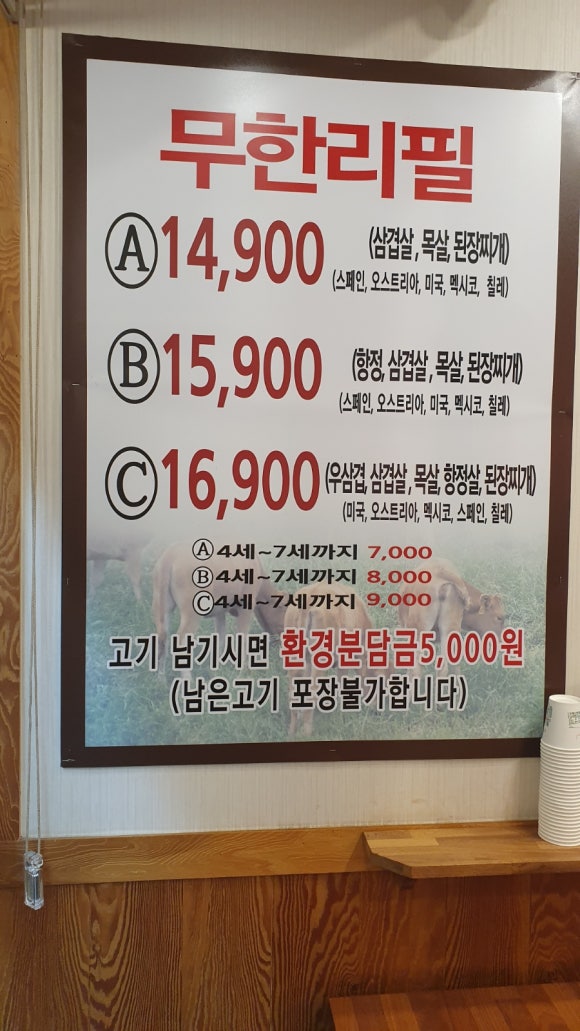 무한리필
Ⓐ14,900 (삼겹살, 목살, 된장찌개)
(스페인, 오스트리아, 미국, 멕시코, 칠레)
Ⓑ15,900 (항정, 삼겹살, 목살, 된장찌개)
(스페인, 오스트리아, 미국, 멕시코, 칠레)
Ⓒ16,900 (우삼겹, 삼겹살, 목살, 항정살, 된장찌개)
(미국, 오스트리아, 멕시코, 스페인, 칠레)
Ⓐ4세~7세까지 7,000
Ⓑ4세~7세까지 8,000
Ⓒ4세~7세까지 9,000
고기 남기시면 환경분담금5,000원
(남은고기 포장불가합니다)